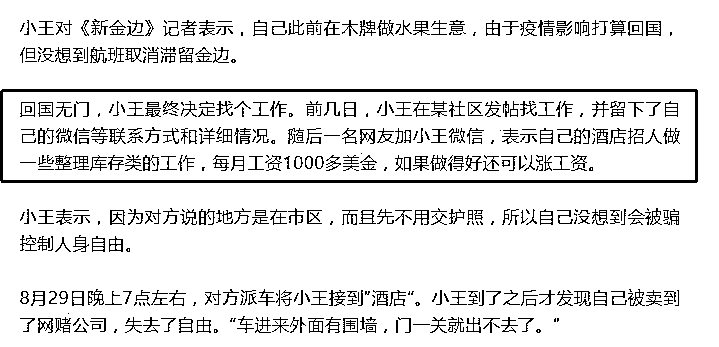 小王对《新金边》记者表示，自己此前在木牌做水果生意，由于疫情影响打算回国，
但没想到航班取消滞留金边。
回国无门，小王最终决定找个工作。前几日，小王在某社区发帖找工作，并留下了自
己的微信等联系方式和详细情况。随后一名网友加小王微信，表示自己的酒店招人做
一些整理库存类的工作，每月工资1000多美金，如果做得好还可以涨工资。
小王表示，因为对方说的地方是在市区，而且先不用交护照，所以自己没想到会被骗
控制人身自由。
8月29日晚上7点左右，对方派车将小王接到"酒店“。小王到了之后才发现自己被卖到
了网赌公司，失去了自由。“车进来外面有围墙，门一关就出不去了。”